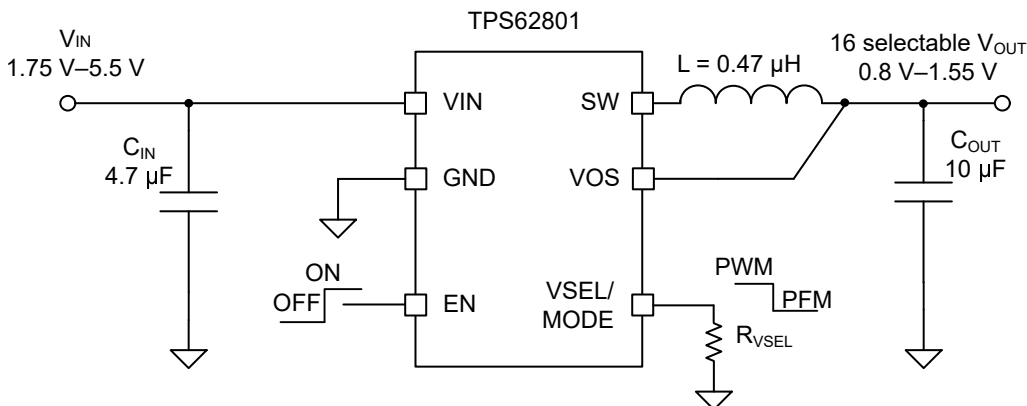 TPS62801
VIN
1.75 V–5.5 V
16 selectable VOUT
0.8 V–1.55 V
L = 0.47 µH
VIN
SW
CIN
4.7 µF
COUT
10 µF
GND
VOS
ON
OFF
EN
VSEL/
MODE
PWM
PFM
RVSEL